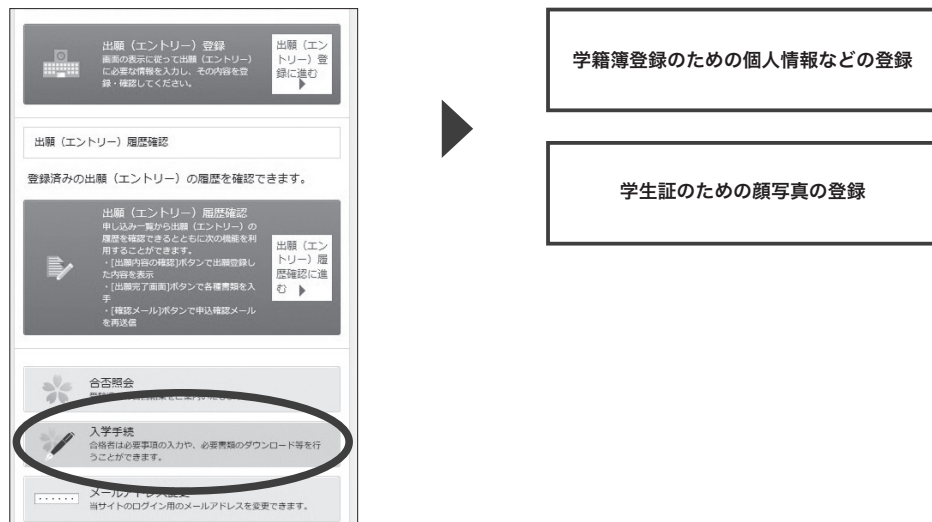 出願（エントリー）登録
画面の表示に従って出願（エントリー）
に必要な情報を入力し、その内容を登
録・確認してください。
出願（エン
トリー）登
録に進む
▶
出願（エントリー）履歴確認
登録済みの出願（エントリー）の履歴を確認できます。
出願（エントリー）履歴確認
申し込み一覧から出願（エントリー）の
履歴を確認できるとともに次の機能を利
用することができます。
・[出願内容の確認]ボタンで出願登録し
た内容を表示
・[出願完了画面]ボタンで各種書類を入
手
・[確認メール]ボタンで申込確認メール
を再送信
出願（エン
トリー）履
歴確認に進
む ▶
合否照会
入学手続
合格者は必要事項の入力や、必要書類のダウンロード等を行
うことができます。
メールアドレス変更
当サイトのログイン用のメールアドレスを変更できます。
学籍簿登録のための個人情報などの登録
学生証のための顔写真の登録